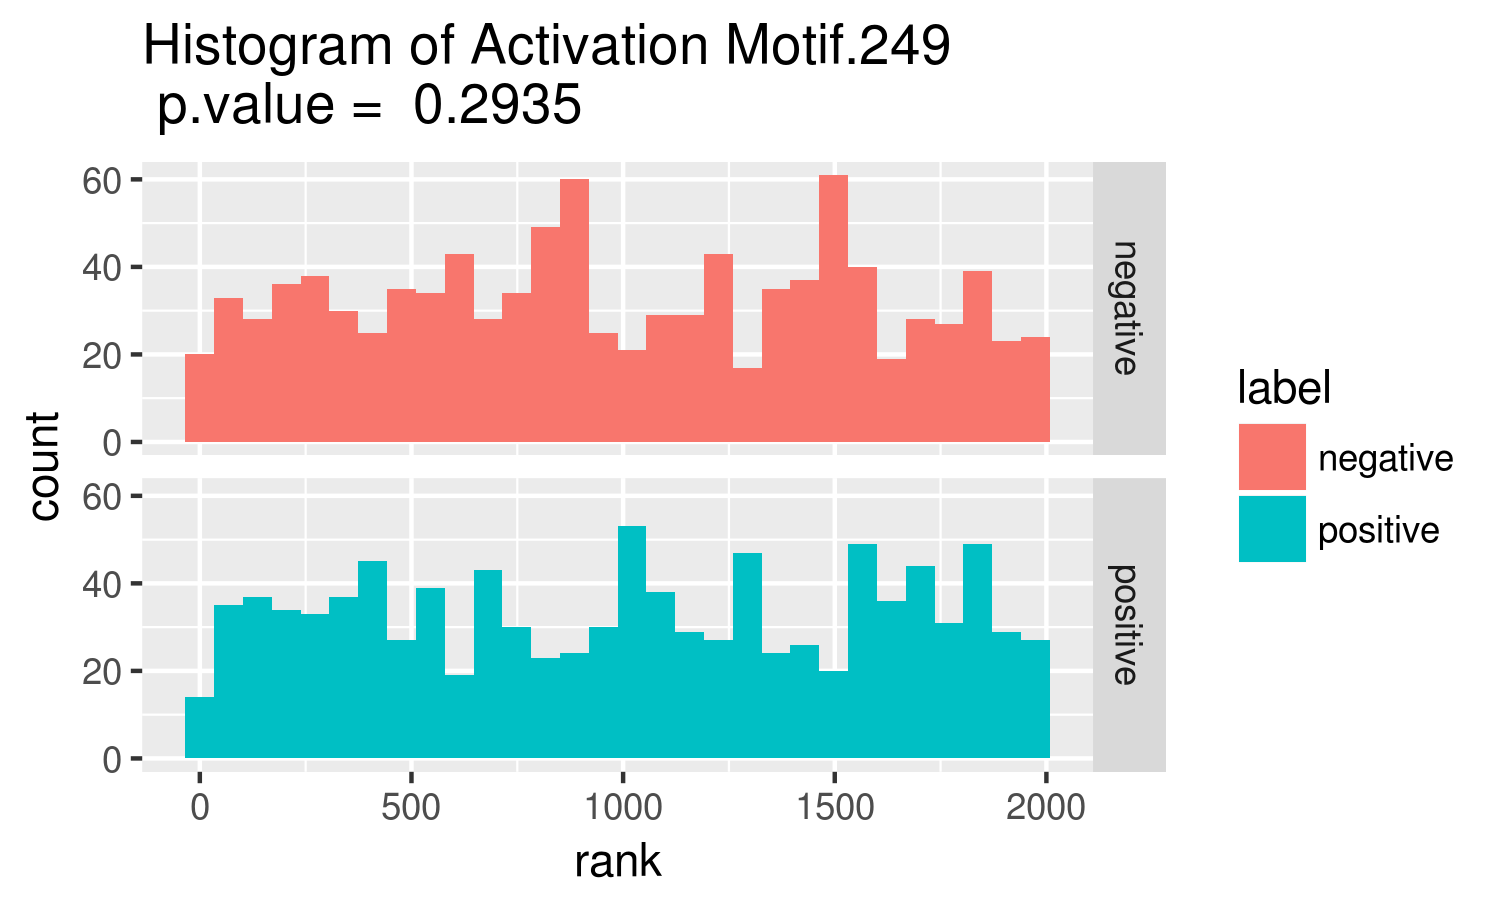 Histogram of Activation Motif.249
p.value = 0.2935
60
40
20
0
negative
60
40
20
0
positive
count
0 500 1000 1500 2000
rank
label
negative
positive